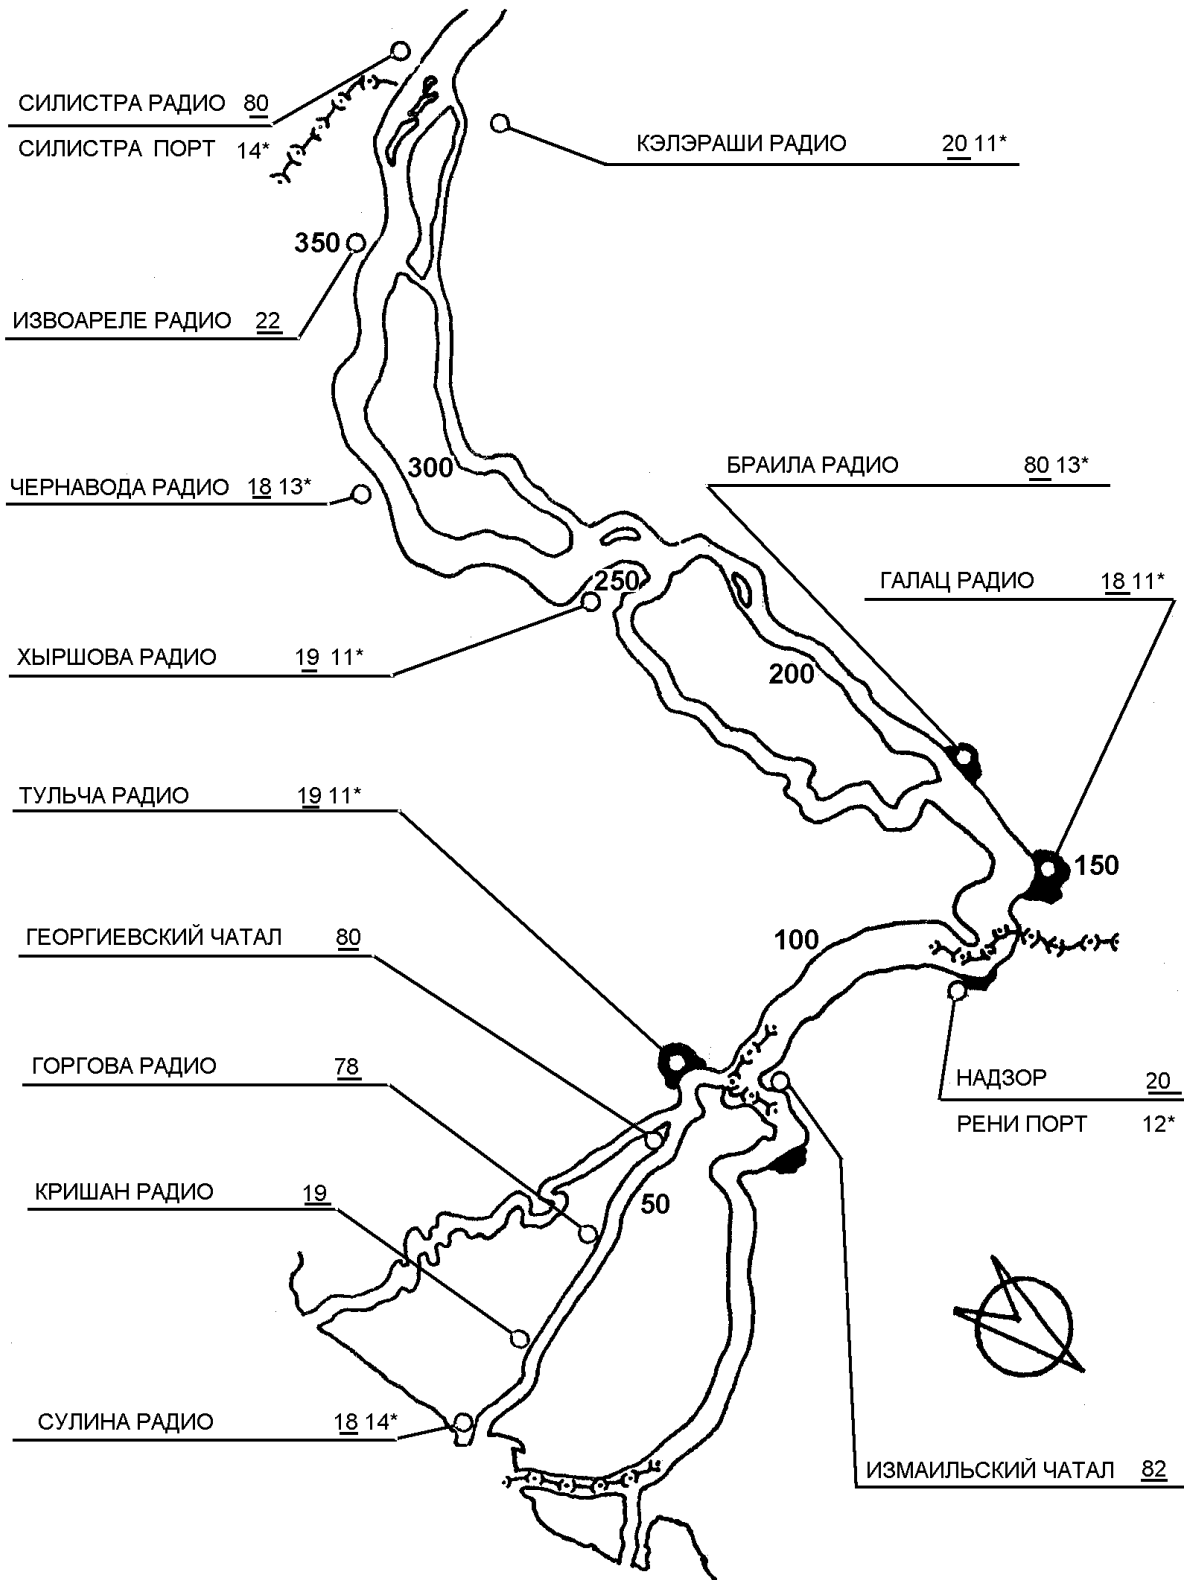 СИЛИСТРА РАДИО 80
СИЛИСТРА ПОРТ 14*
КЭЛЭРАШИ РАДИО 20 11*
350
ИЗВОАРЕЛЕ РАДИО 22
300
БРАИЛА РАДИО 80 13*
ЧЕРНАВОДА РАДИО 18 13*
250
ГАЛАЦ РАДИО 18 11*
ХЫРШОВА РАДИО 19 11*
200
ТУЛЬЧА РАДИО 19 11*
150
ГЕОРГИЕВСКИЙ ЧАТАЛ 80
100
ГОРГОВА РАДИО 78
НАДЗОР 20
РЕНИ ПОРТ 12*
КРИШАН РАДИО 19
50
СУЛИНА РАДИО 18 14*
ИЗМАИЛЬСКИЙ ЧАТАЛ 82